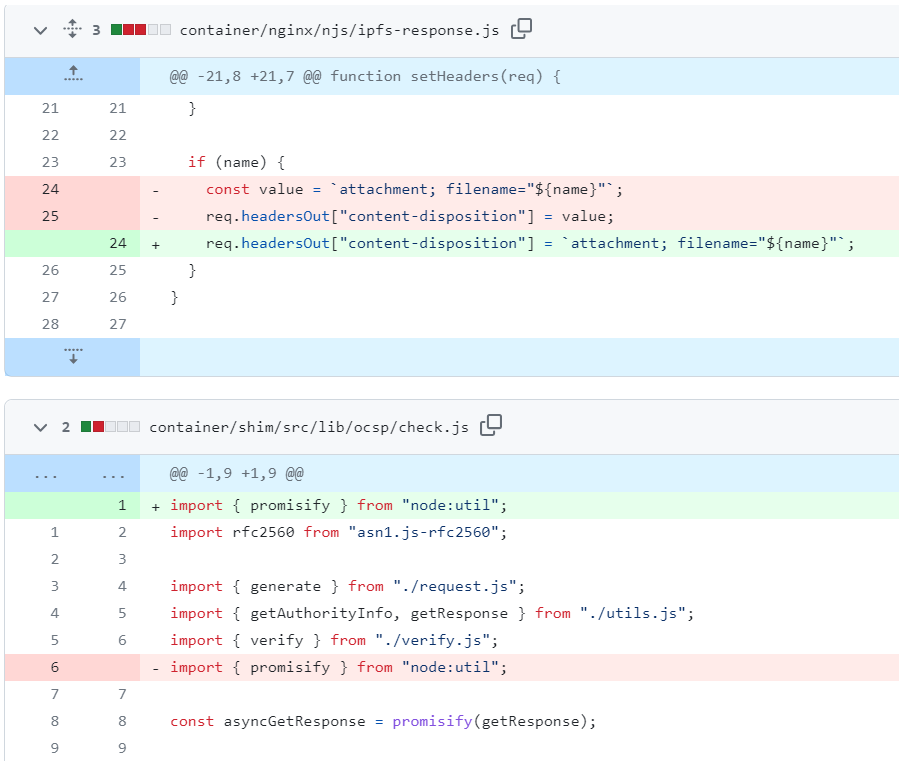 3 container/nginx/njs/ipfs-response.js
@@ -21,8 +21,7 @@ function setHeaders(req) {
21 21 }
22 22
23 23 if (name) {
24 - const value = `attachment; filename="${name}"`;
25 - req.headersOut["content-disposition"] = value;
24 + req.headersOut["content-disposition"] = `attachment; filename="${name}"`;
26 25 }
27 26 }
28 27
2 container/shim/src/lib/ocsp/check.js
... ... @@ -1,9 +1,9 @@
1 + import { promisify } from "node:util";
1 2 import rfc2560 from "asn1.js-rfc2560";
2 3
3 4 import { generate } from "./request.js";
4 5 import { getAuthorityInfo, getResponse } from "./utils.js";
5 6 import { verify } from "./verify.js";
6 - import { promisify } from "node:util";
7 7
8 8 const asyncGetResponse = promisify(getResponse);
9 9